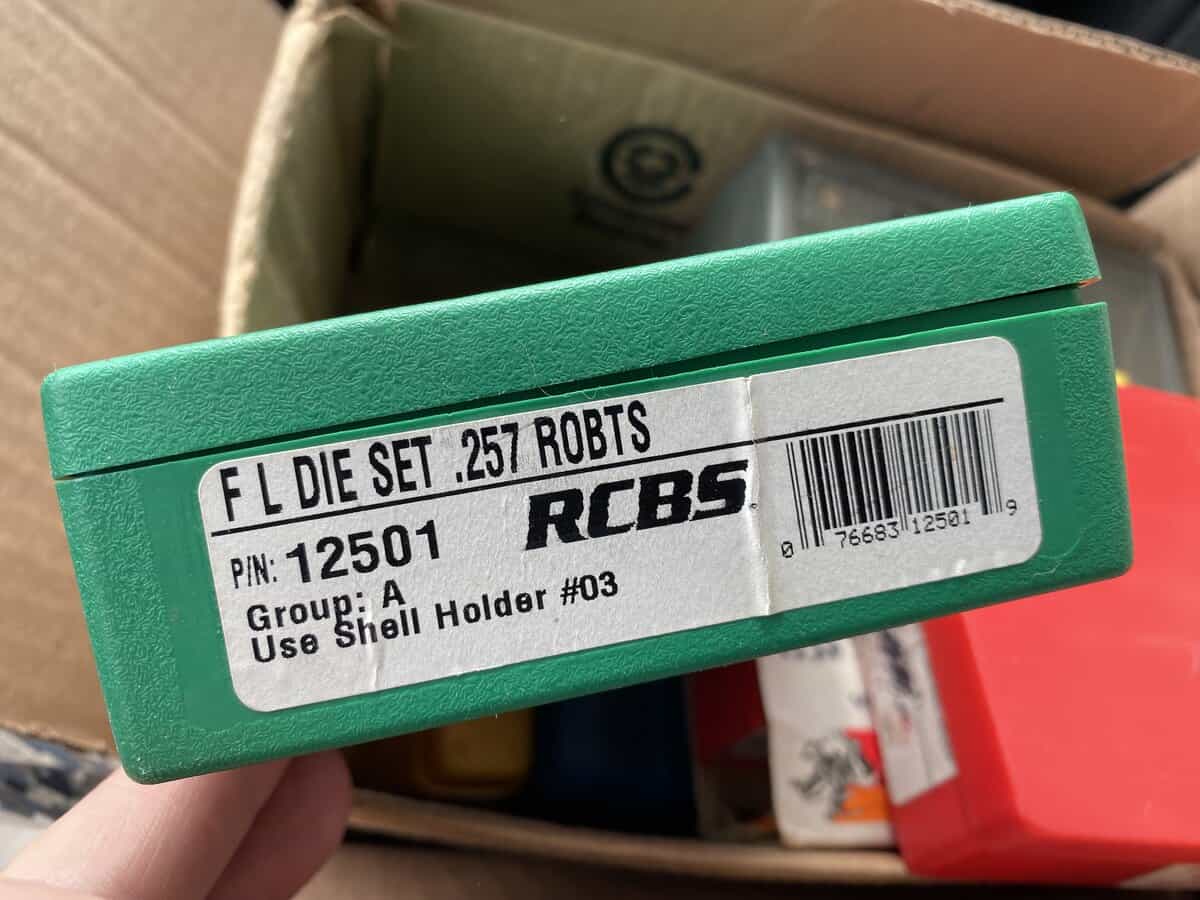 F L DIE SET .257 ROBTS
P/N: 12501
RCBS
Group: A
Use Shell Holder #03
0 76683 12501 9